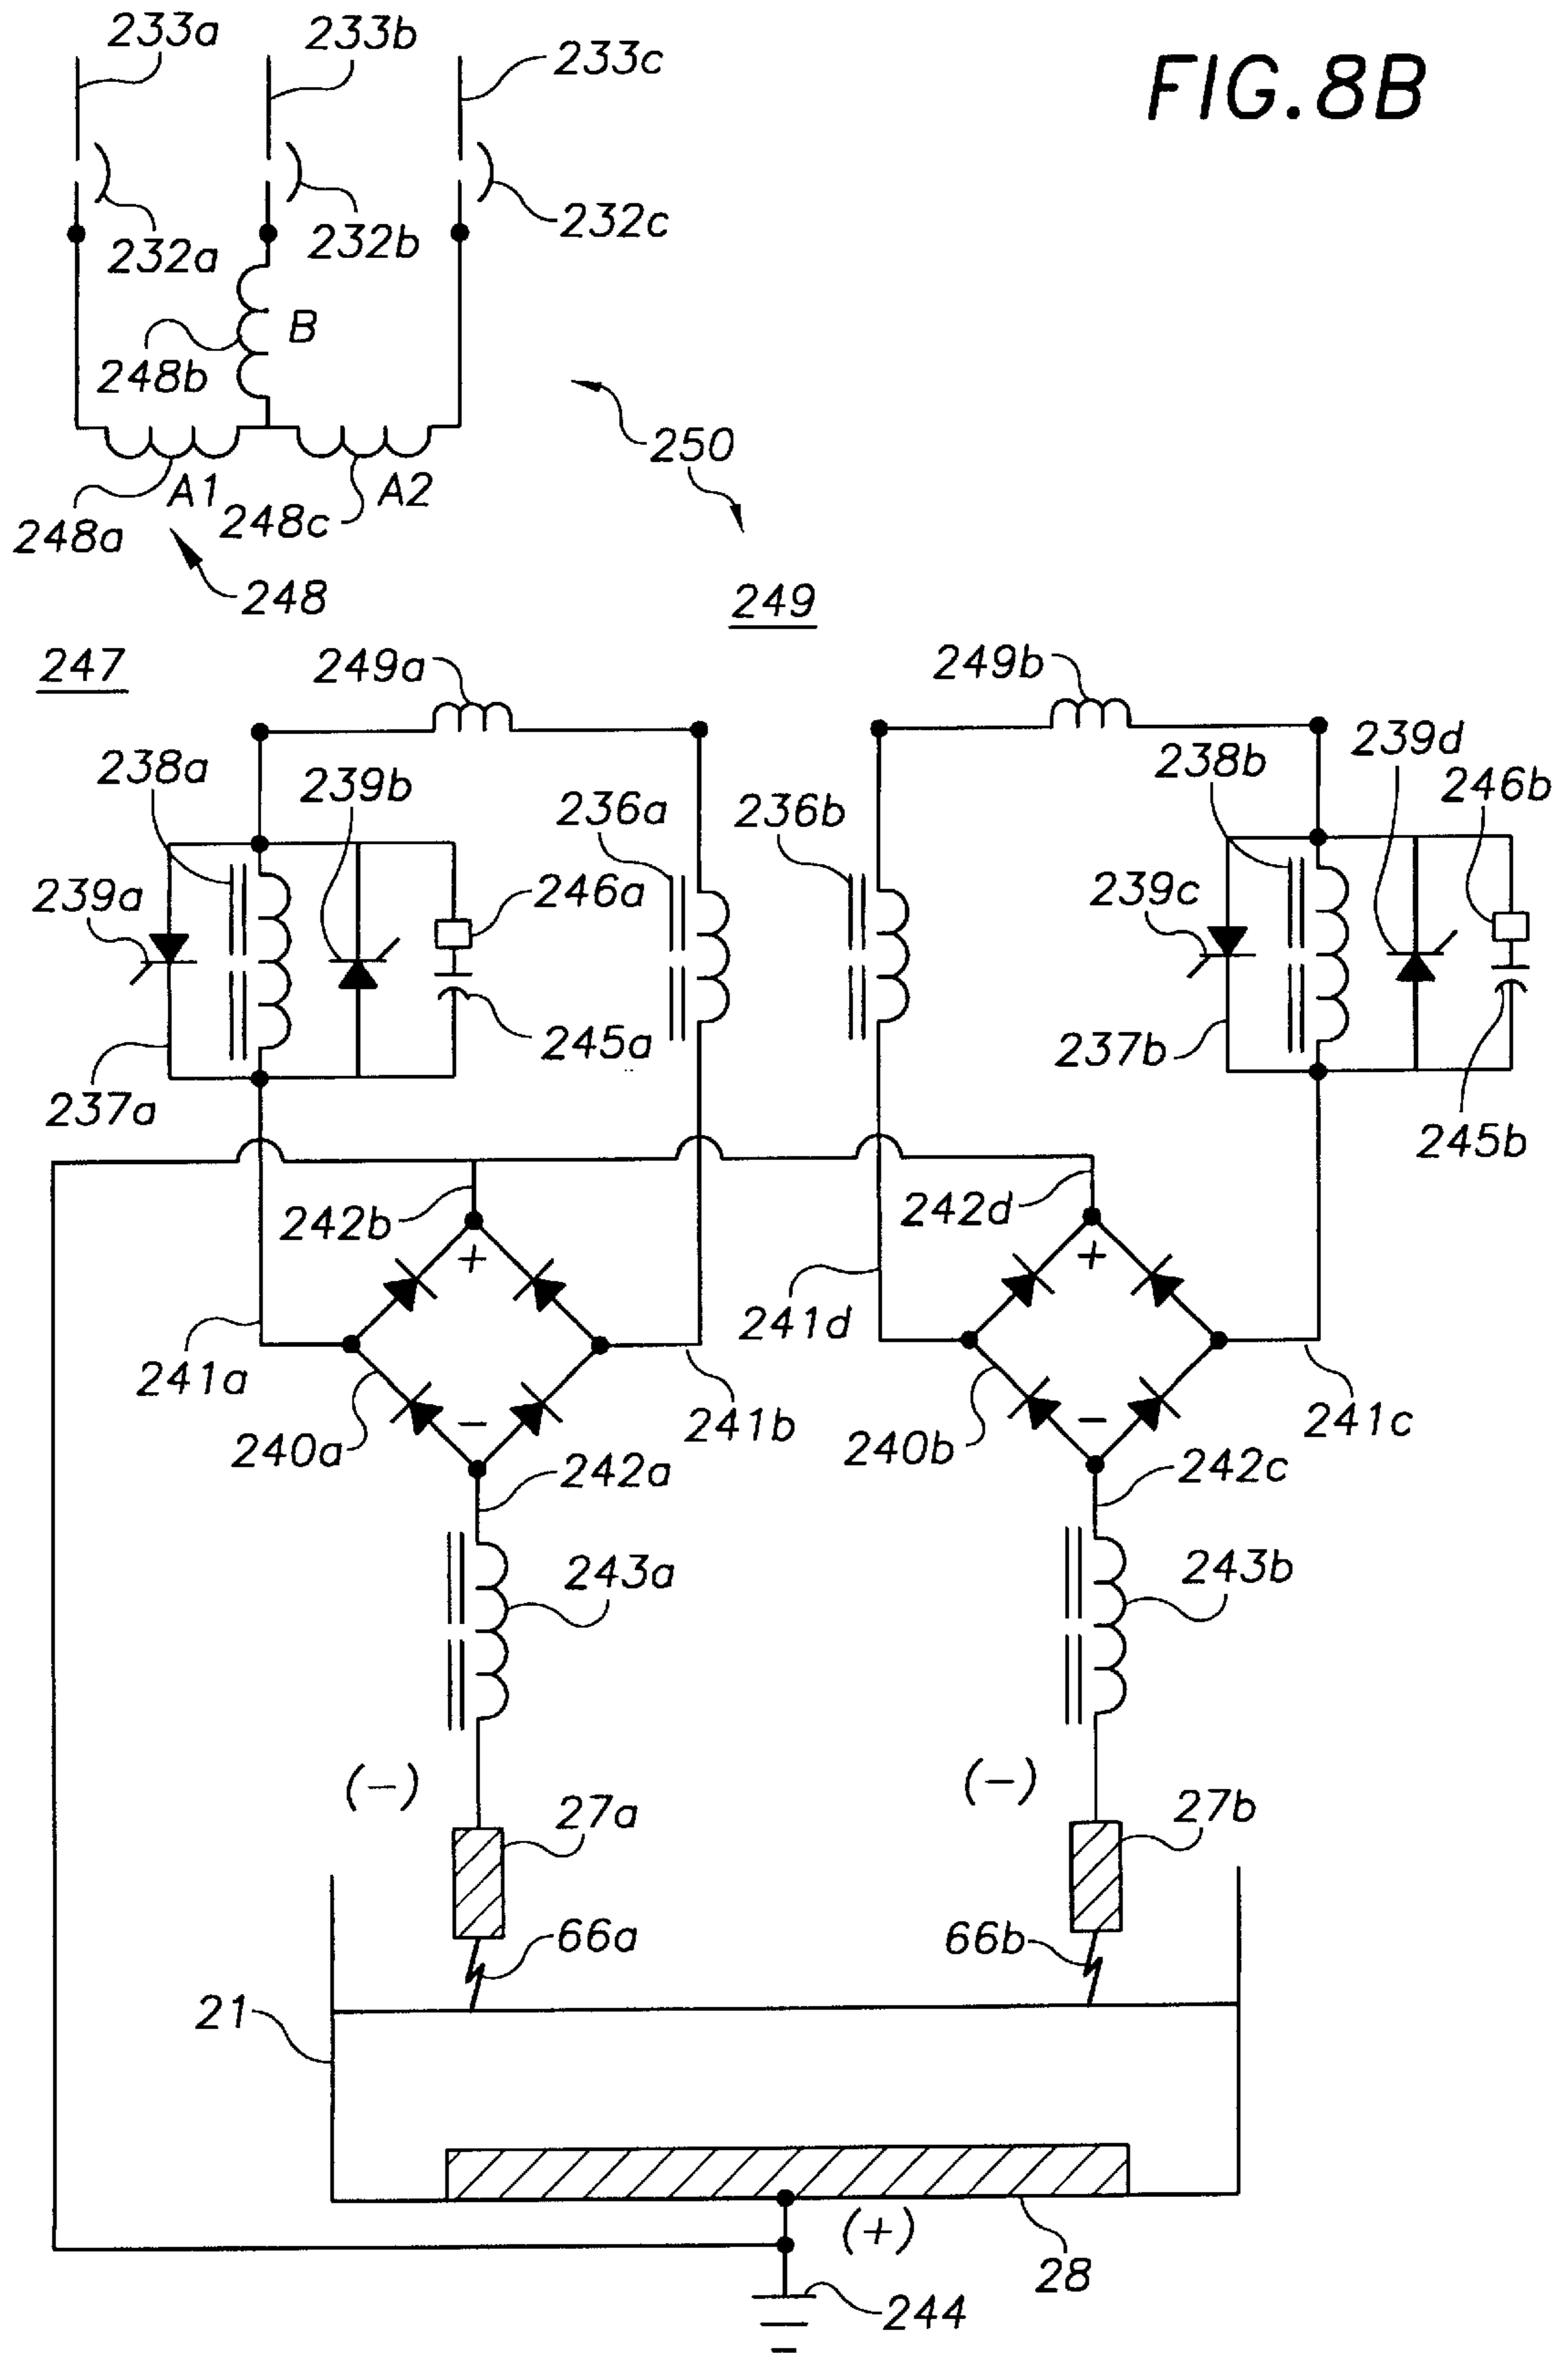 233a
233b
233c
FIG.8B
232a
232b
232c
B
248b
250
A1
A2
248a
248c
248
249
247
249a
249b
238a
239b
236a
236b
238b
239d
246b
239a
246a
239c
245a
237b
237a
245b
242b
242d
+
+
241a
241d
240a
−
241b
240b
−
241c
242a
242c
243a
243b
(−)
(−)
27a
27b
66a
66b
21
(+)
28
244